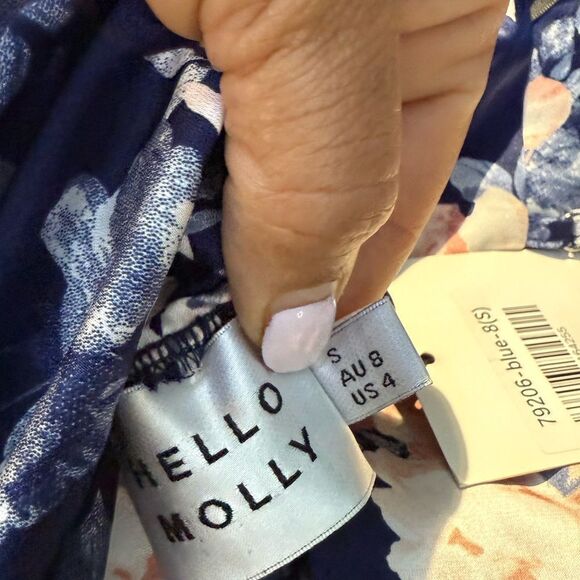 HELLO
MOLLY
S
AU 8
US 4
79206-blue-8(S)